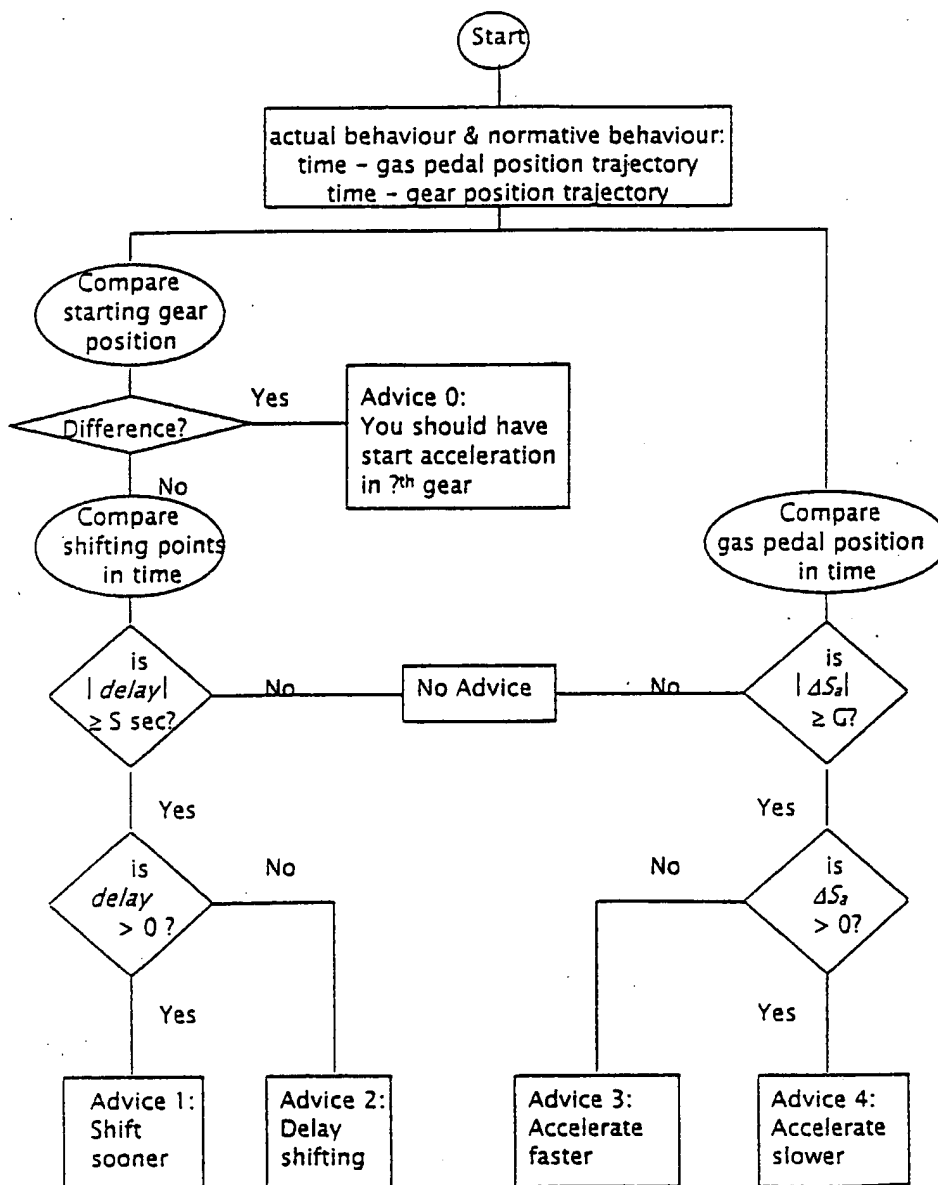 Start
actual behaviour & normative behaviour:
time – gas pedal position trajectory
time – gear position trajectory
Compare
starting gear
position
Difference?
Yes
Advice 0:
You should have
start acceleration
in ?th gear
No
Compare
shifting points
in time
Compare
gas pedal position
in time
is
|delay|
≥ S sec?
No
No Advice
No
is
|ΔSa|
≥ G?
Yes
Yes
is
delay
> 0 ?
No
No
is
ΔSa
> 0?
Yes
Yes
Advice 1:
Shift
sooner
Advice 2:
Delay
shifting
Advice 3:
Accelerate
faster
Advice 4:
Accelerate
slower